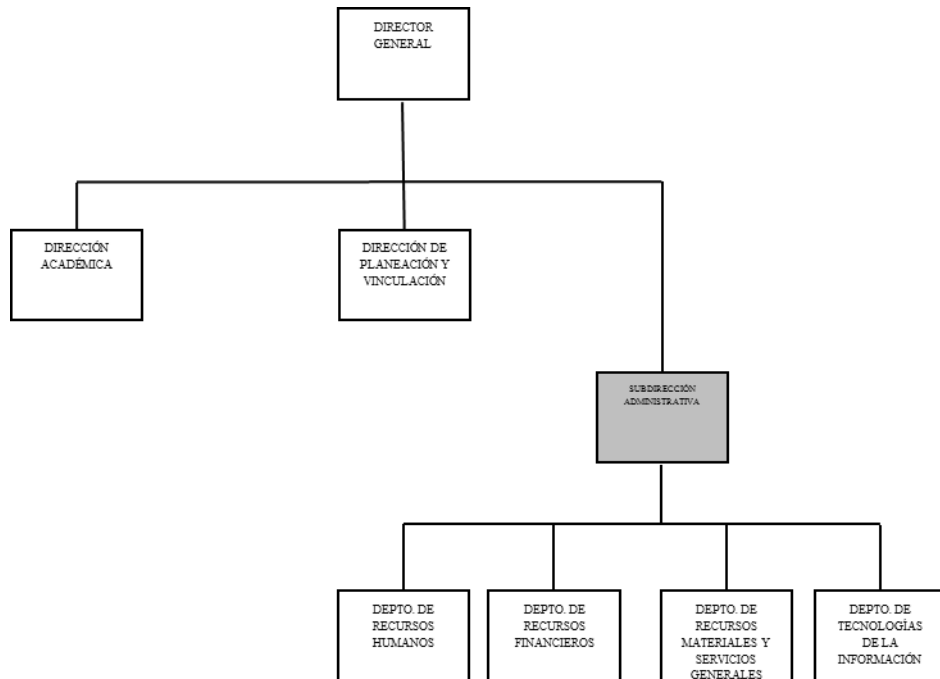 DIRECTOR
GENERAL
DIRECCIÓN
ACADÉMICA
DIRECCIÓN DE
PLANEACIÓN Y
VINCULACIÓN
SUBDIRECCIÓN
ADMINISTRATIVA
DEPTO. DE
RECURSOS
HUMANOS
DEPTO. DE
RECURSOS
FINANCIEROS
DEPTO. DE
RECURSOS
MATERIALES Y
SERVICIOS
GENERALES
DEPTO. DE
TECNOLOGÍAS
DE LA
INFORMACIÓN